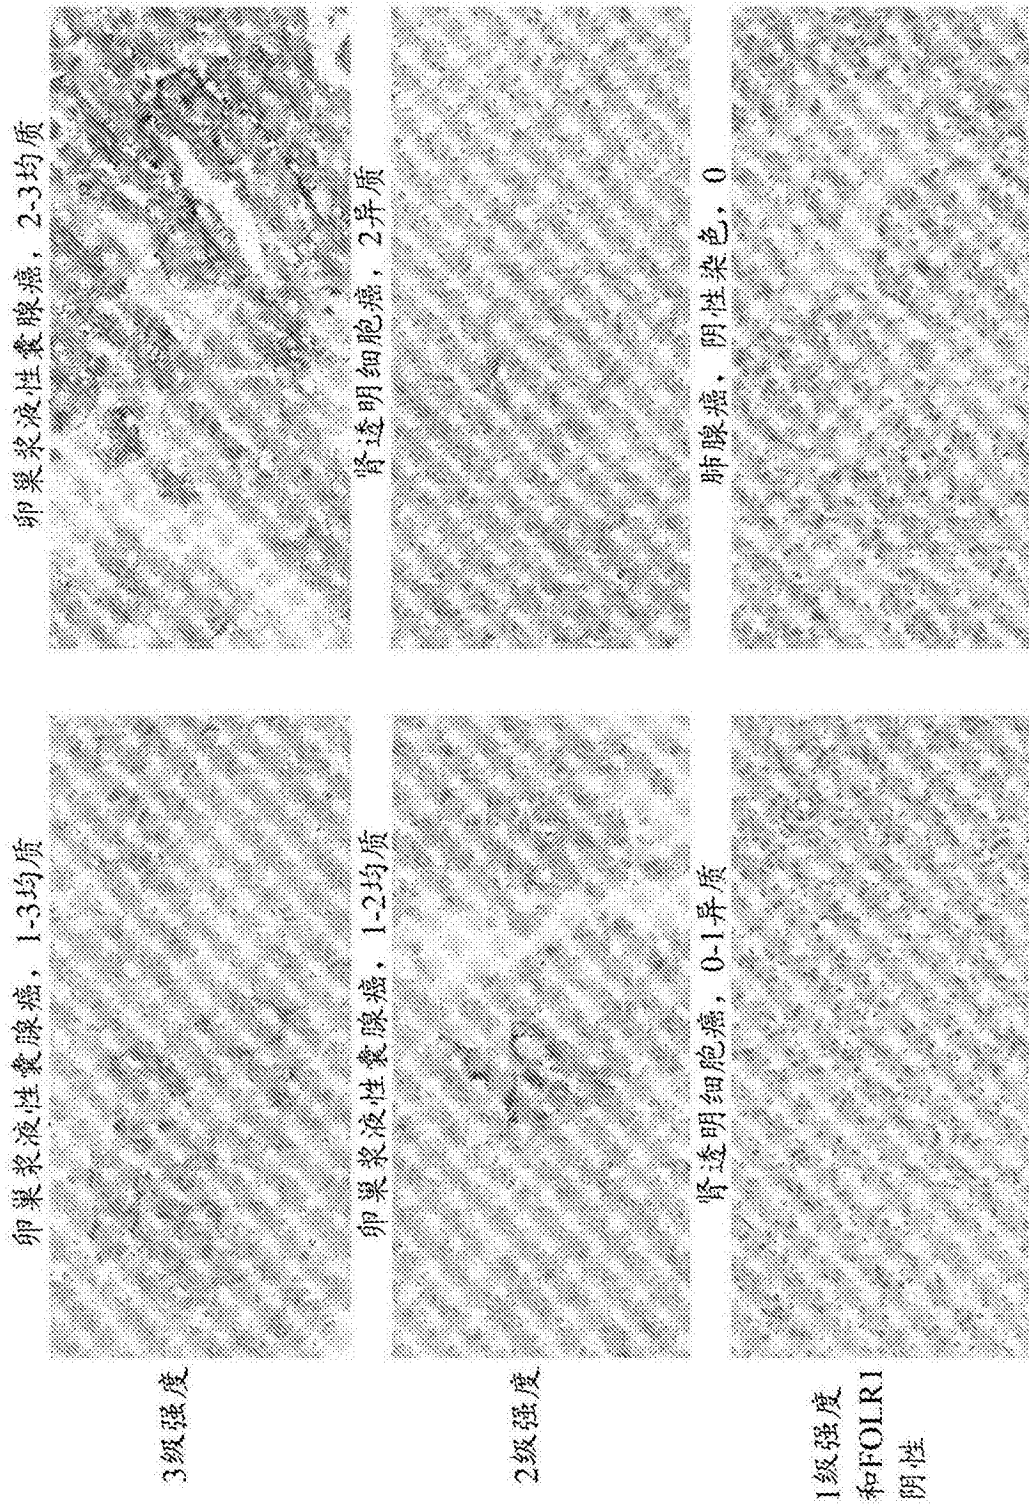 卵巢浆液性囊腺癌，1-3均质
卵巢浆液性囊腺癌，2-3均质
3级强度
卵巢浆液性囊腺癌，1-2均质
肾透明细胞癌，2异质
2级强度
肾透明细胞癌，0-1异质
肺腺癌，阴性染色，0
1级强度
和FOLR1
阴性